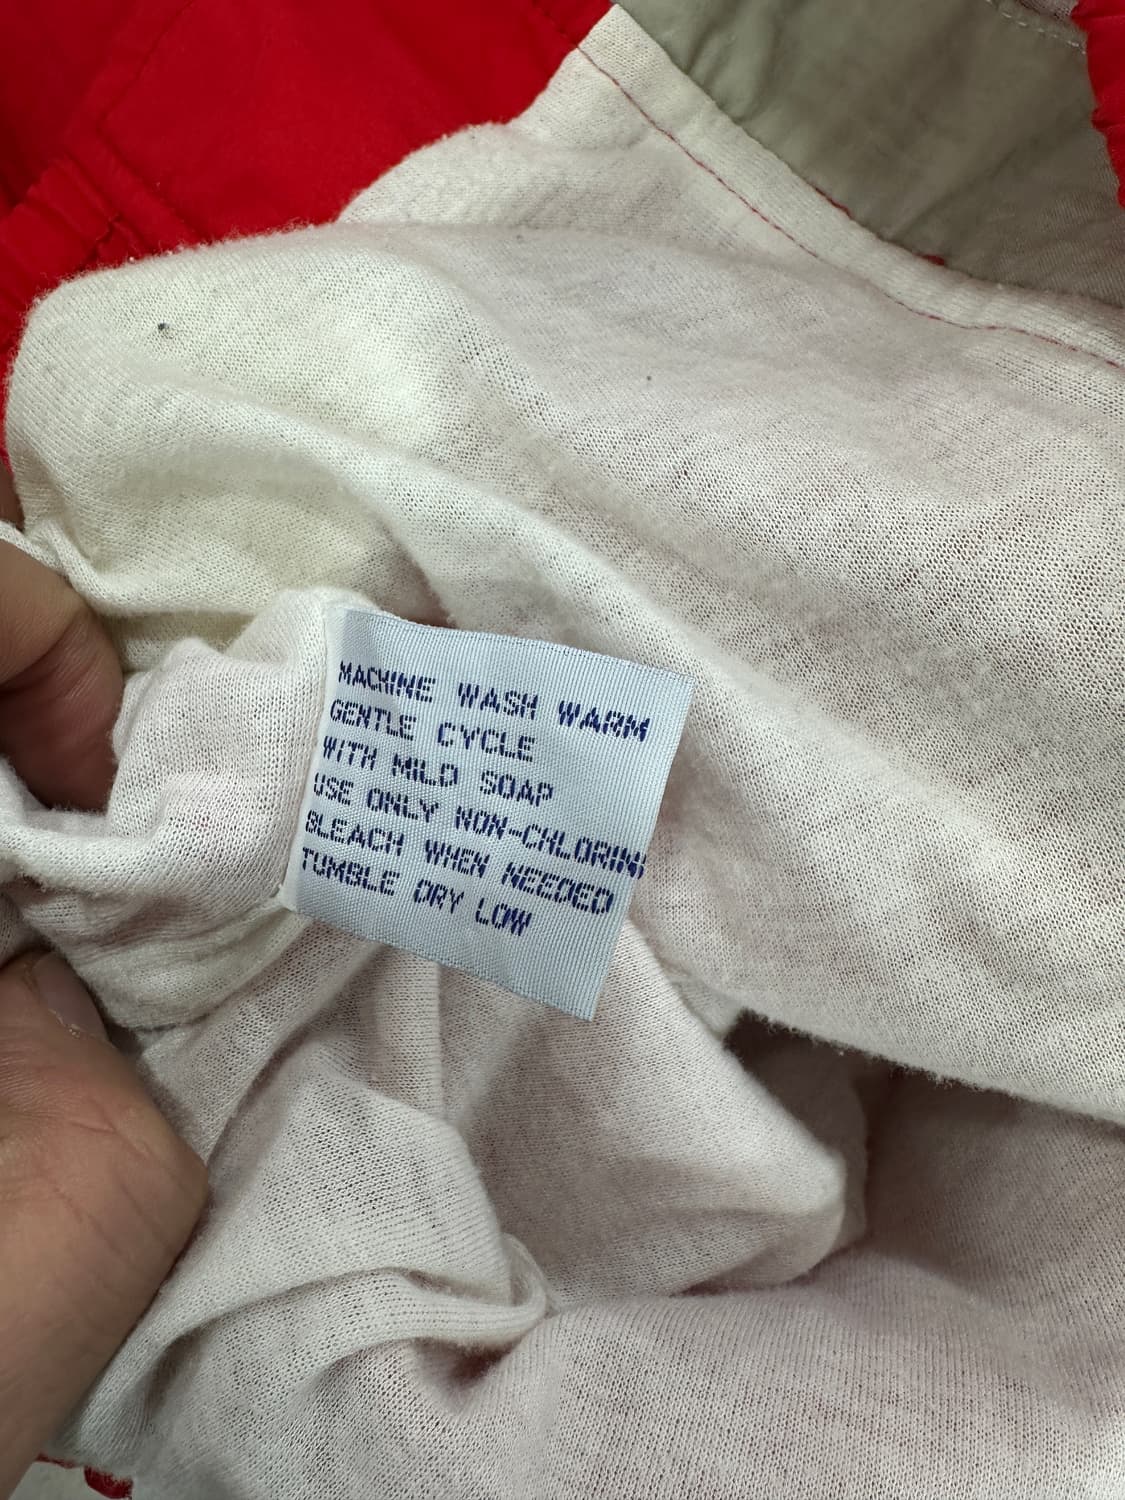 MACHINE WASH WARM
GENTLE CYCLE
WITH MILD SOAP
USE ONLY NON-CHLORINE
BLEACH WHEN NEEDED
TUMBLE DRY LOW